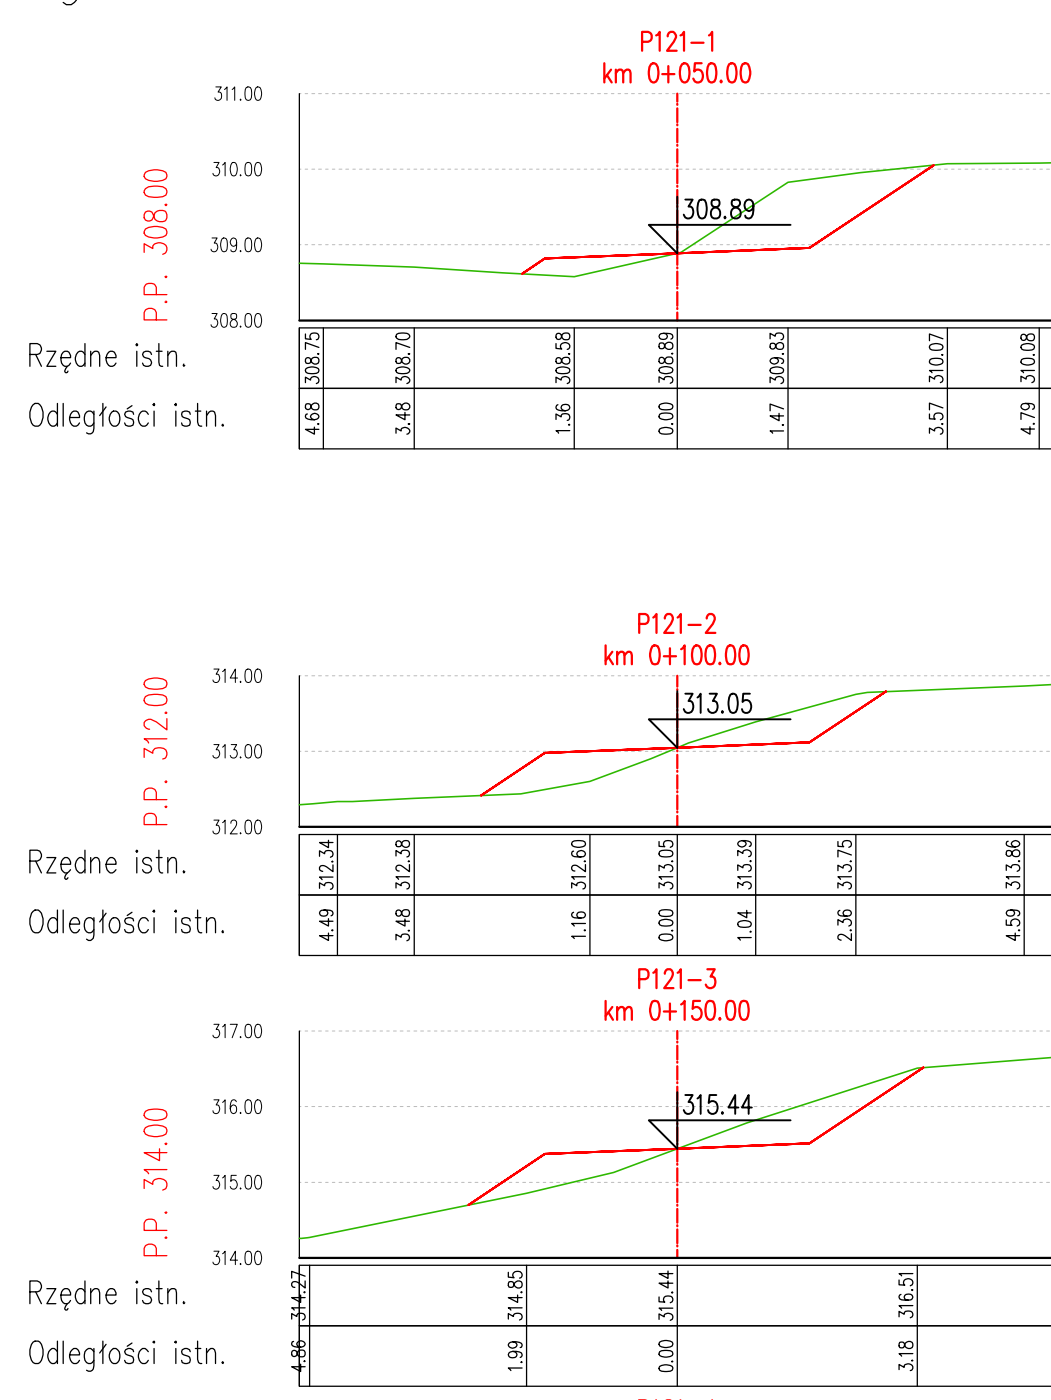 P121-1
km 0+050.00
311.00
310.00
309.00
308.00
P.P. 308.00
308.89
Rzędne istn.
308.75 308.70 308.58 308.89 309.83 310.07 310.08
Odległości istn.
4.68 3.48 1.36 0.00 1.47 3.57 4.79
P121-2
km 0+100.00
314.00
313.00
312.00
P.P. 312.00
313.05
Rzędne istn.
312.34 312.38 312.60 313.05 313.39 313.75 313.86
Odległości istn.
4.49 3.48 1.16 0.00 1.04 2.36 4.59
P121-3
km 0+150.00
317.00
316.00
315.00
314.00
P.P. 314.00
315.44
Rzędne istn.
314.27 314.85 315.44 316.51
Odległości istn.
4.86 1.99 0.00 3.18